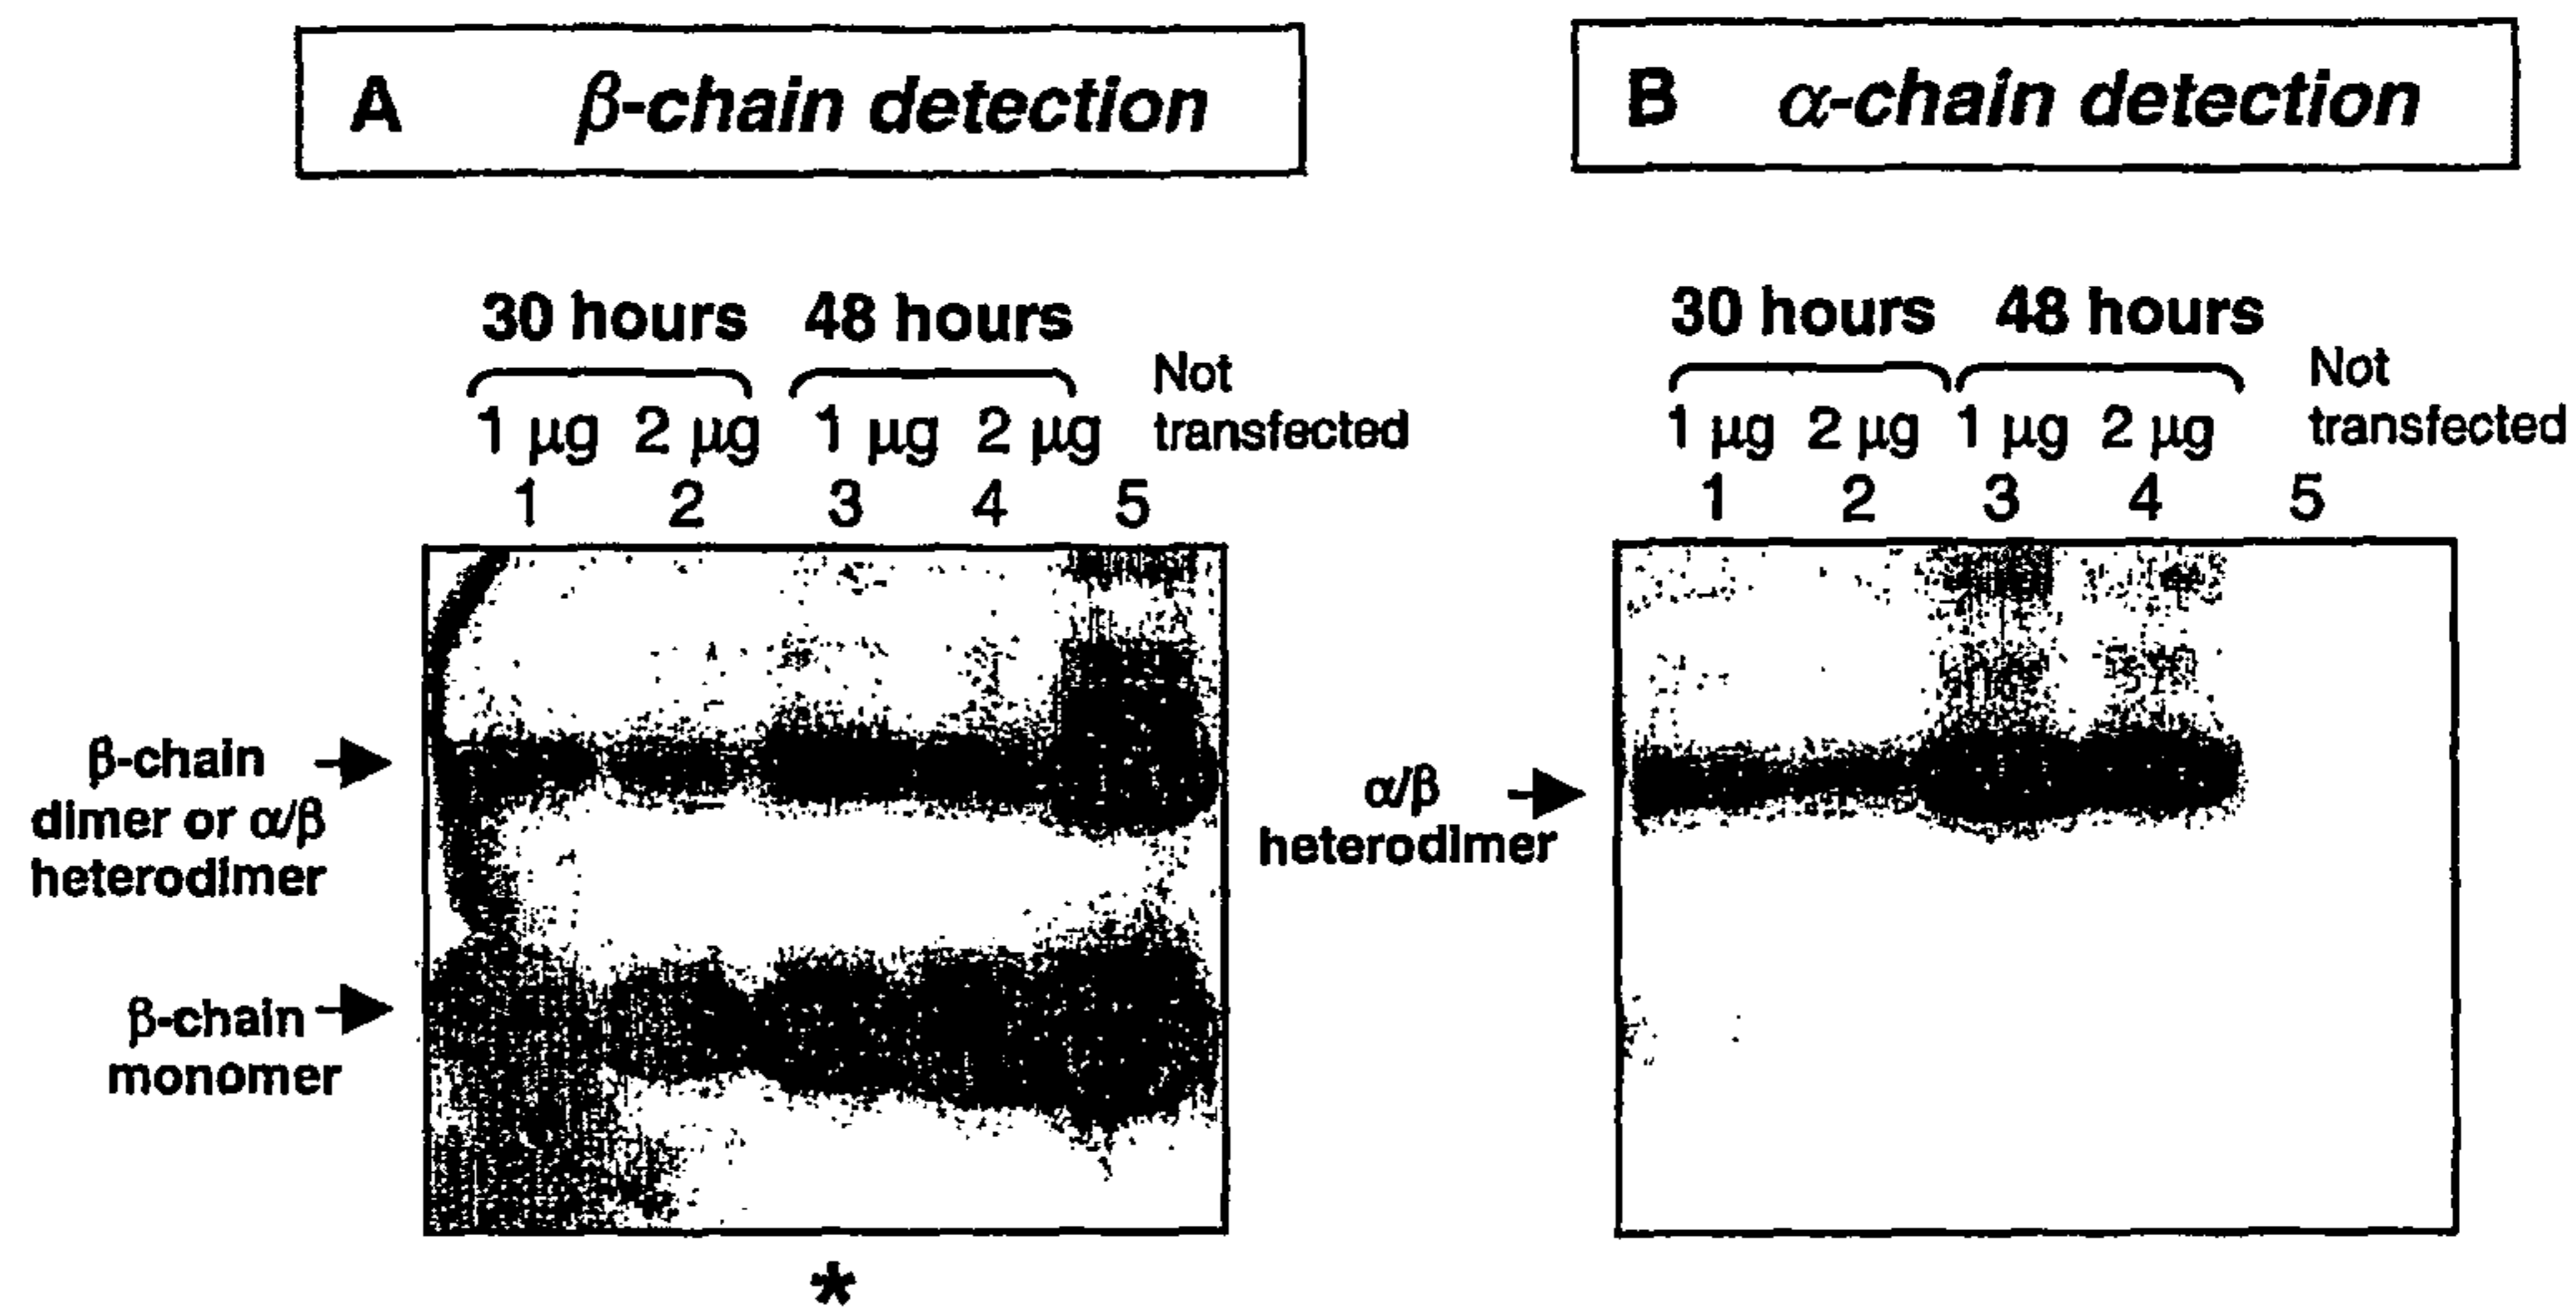 A β-chain detection
30 hours 48 hours
1 μg 2 μg 1 μg 2 μg
Not
transfected
1 2 3 4 5
β-chain
dimer or α/β
heterodimer
β-chain
monomer
*
B α-chain detection
30 hours 48 hours
1 μg 2 μg 1 μg 2 μg
Not
transfected
1 2 3 4 5
α/β
heterodimer